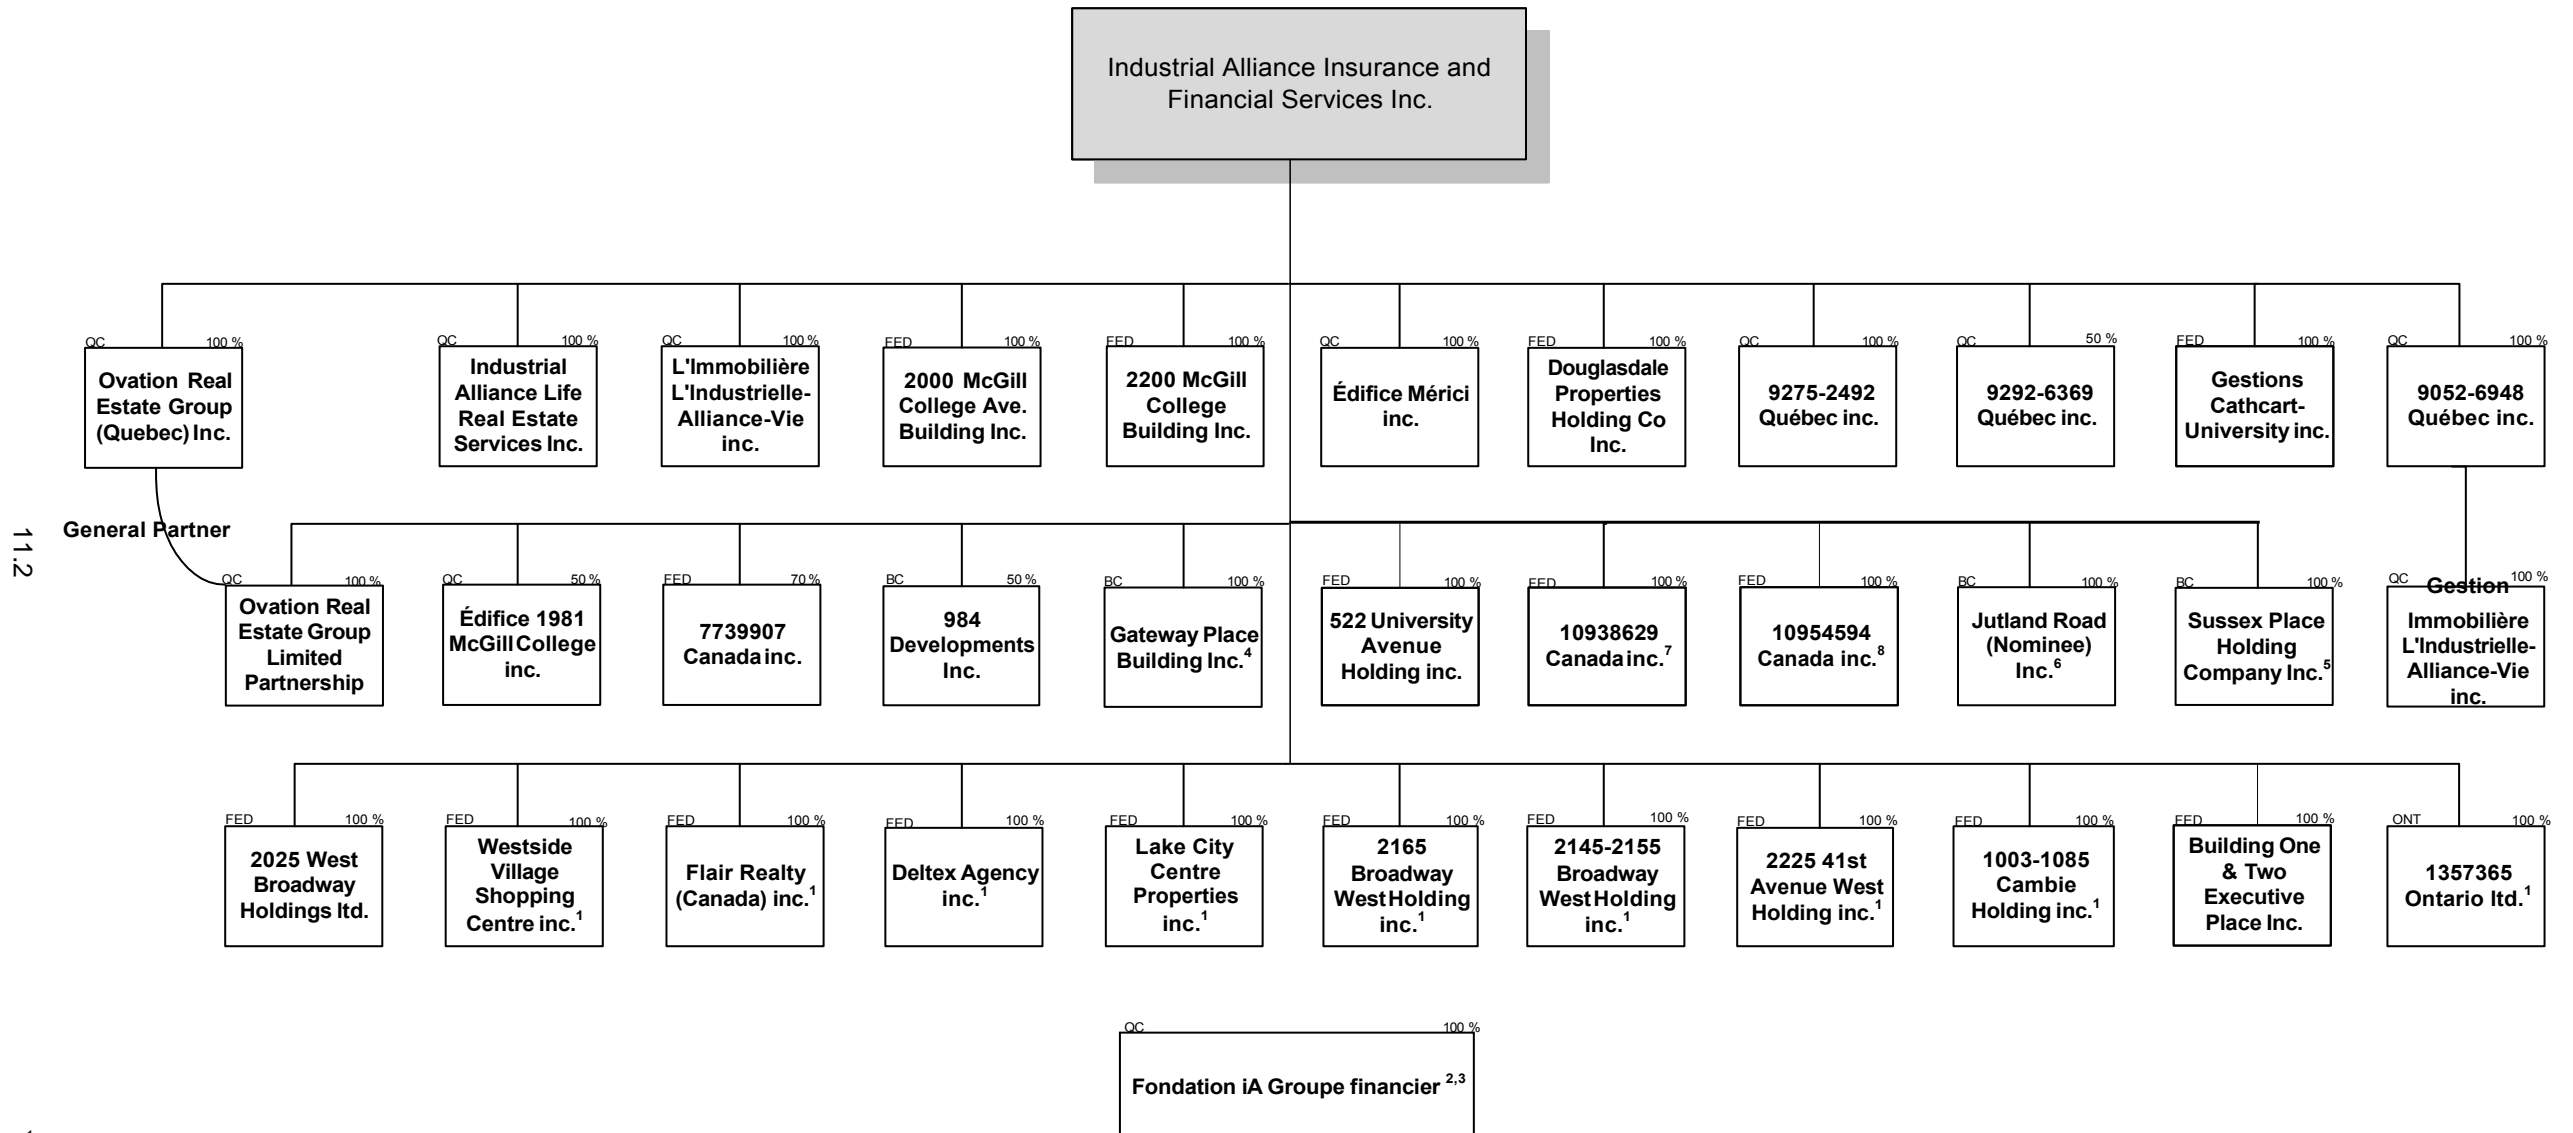 Industrial Alliance Insurance and
Financial Services Inc.
QC 100 %
Ovation Real
Estate Group
(Quebec) Inc.
QC 100 %
Industrial
Alliance Life
Real Estate
Services Inc.
QC 100 %
L'Immobilière
L'Industrielle-
Alliance-Vie
inc.
FED 100 %
2000 McGill
College Ave.
Building Inc.
FED 100 %
2200 McGill
College
Building Inc.
QC 100 %
Édifice Mérici
inc.
FED 100 %
Douglasdale
Properties
Holding Co
Inc.
QC 100 %
9275-2492
Québec inc.
QC 50 %
9292-6369
Québec inc.
FED 100 %
Gestions
Cathcart-
University inc.
QC 100 %
9052-6948
Québec inc.
General Partner
11.2
QC 100 %
Ovation Real
Estate Group
Limited
Partnership
QC 50 %
Édifice 1981
McGill College
inc.
FED 70 %
7739907
Canada inc.
BC 50 %
984
Developments
Inc.
BC 100 %
Gateway Place
Building Inc.4
FED 100 %
522 University
Avenue
Holding inc.
FED 100 %
10938629
Canada inc.7
FED 100 %
10954594
Canada inc.8
BC 100 %
Jutland Road
(Nominee)
Inc.6
BC 100 %
Sussex Place
Holding
Company Inc.5
QC 100 %
Gestion
Immobilière
L'Industrielle-
Alliance-Vie
inc.
FED 100 %
2025 West
Broadway
Holdings ltd.
FED 100 %
Westside
Village
Shopping
Centre inc.1
FED 100 %
Flair Realty
(Canada) inc.1
FED 100 %
Deltex Agency
inc.1
FED 100 %
Lake City
Centre
Properties
inc.1
FED 100 %
2165
Broadway
West Holding
inc.1
FED 100 %
2145-2155
Broadway
West Holding
inc.1
FED 100 %
2225 41st
Avenue West
Holding inc.1
FED 100 %
1003-1085
Cambie
Holding inc.1
FED 100 %
Building One
& Two
Executive
Place Inc.
ONT 100 %
1357365
Ontario ltd.1
QC 100 %
Fondation iA Groupe financier 2,3